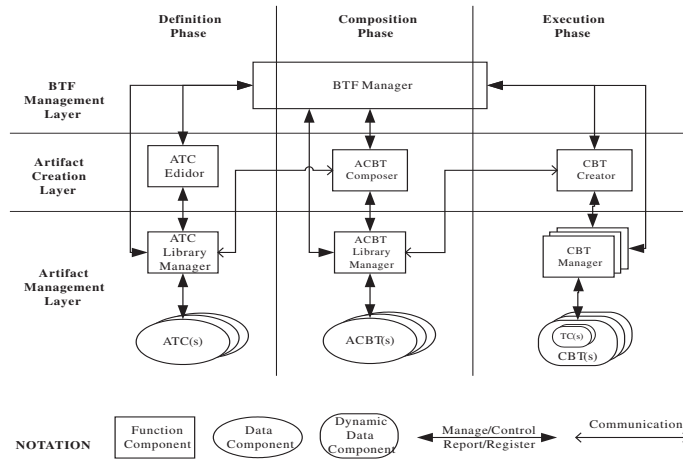 Definition
Phase
Composition
Phase
Execution
Phase
BTF
Management
Layer
BTF Manager
Artifact
Creation
Layer
ATC
Edidor
ACBT
Composer
CBT
Creator
Artifact
Management
Layer
ATC
Library
Manager
ACBT
Library
Manager
CBT
Manager
ATC(s)
ACBT(s)
TC(s)
CBT(s)
NOTATION
Function
Component
Data
Component
Dynamic
Data
Component
Manage/Control
Report/Register
Communication